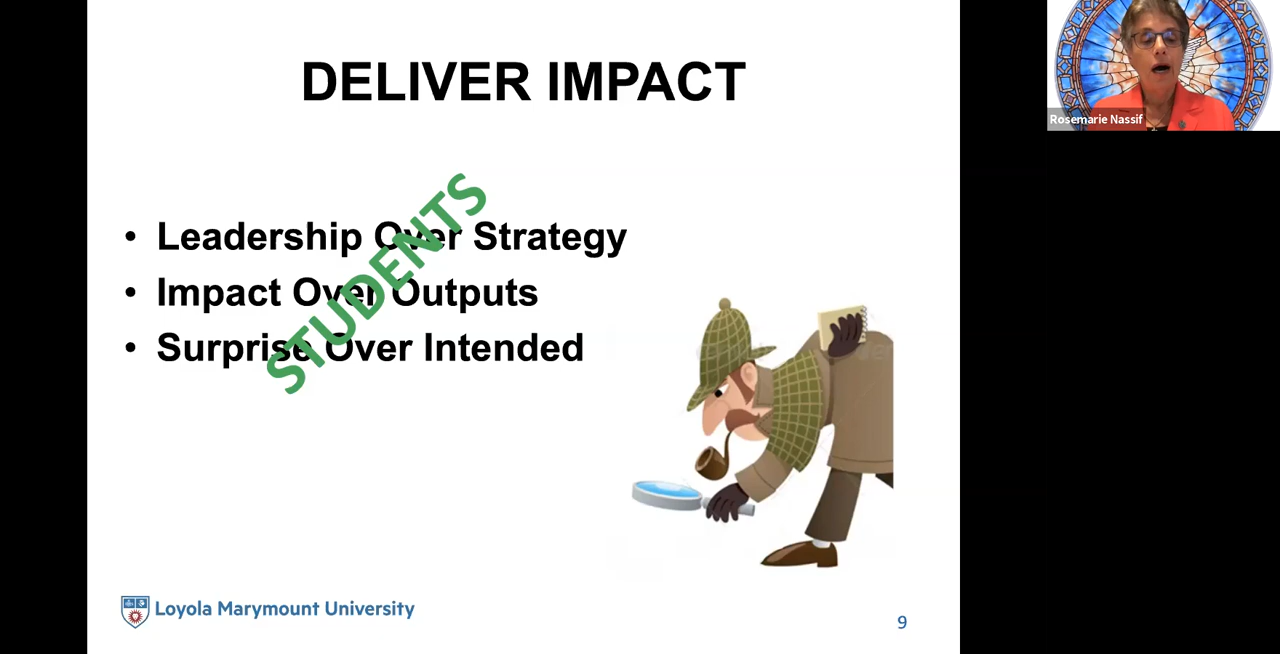 DELIVER IMPACT
Rosemarie Nassif
STUDENTS
• Leadership Over Strategy
• Impact Over Outputs
• Surprise Over Intended
Loyola Marymount University
9